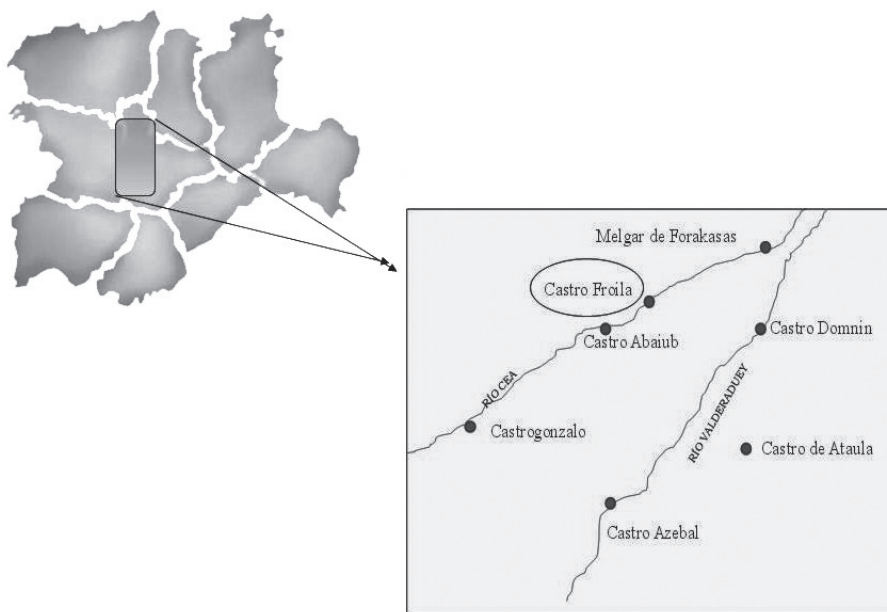 Melgar de Forakasas
Castro Froila
Castro Abaiub
Castro Domnin
RÍO CEA
Castrogonzalo
RÍO VALDERADUEY
Castro de Ataula
Castro Azebal